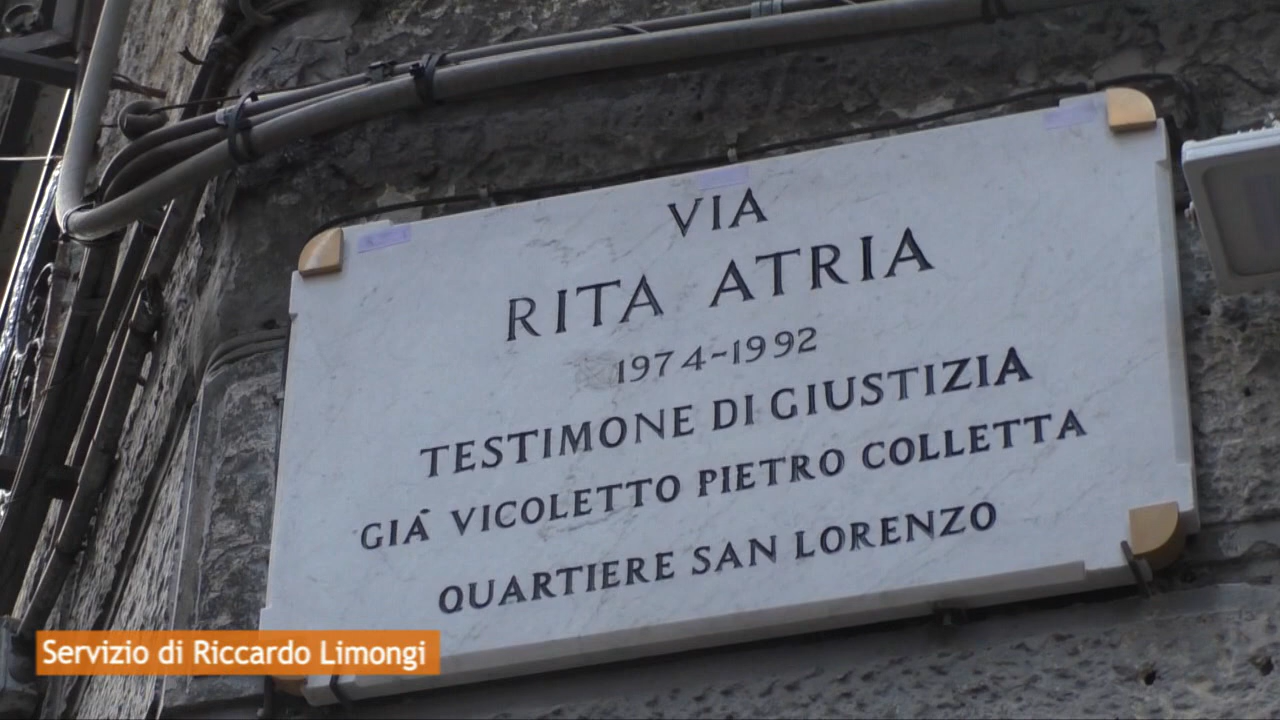 VIA
RITA ATRIA
1974-1992
TESTIMONE DI GIUSTIZIA
GIÁ VICOLETTO PIETRO COLLETTA
QUARTIERE SAN LORENZO
Servizio di Riccardo Limongi